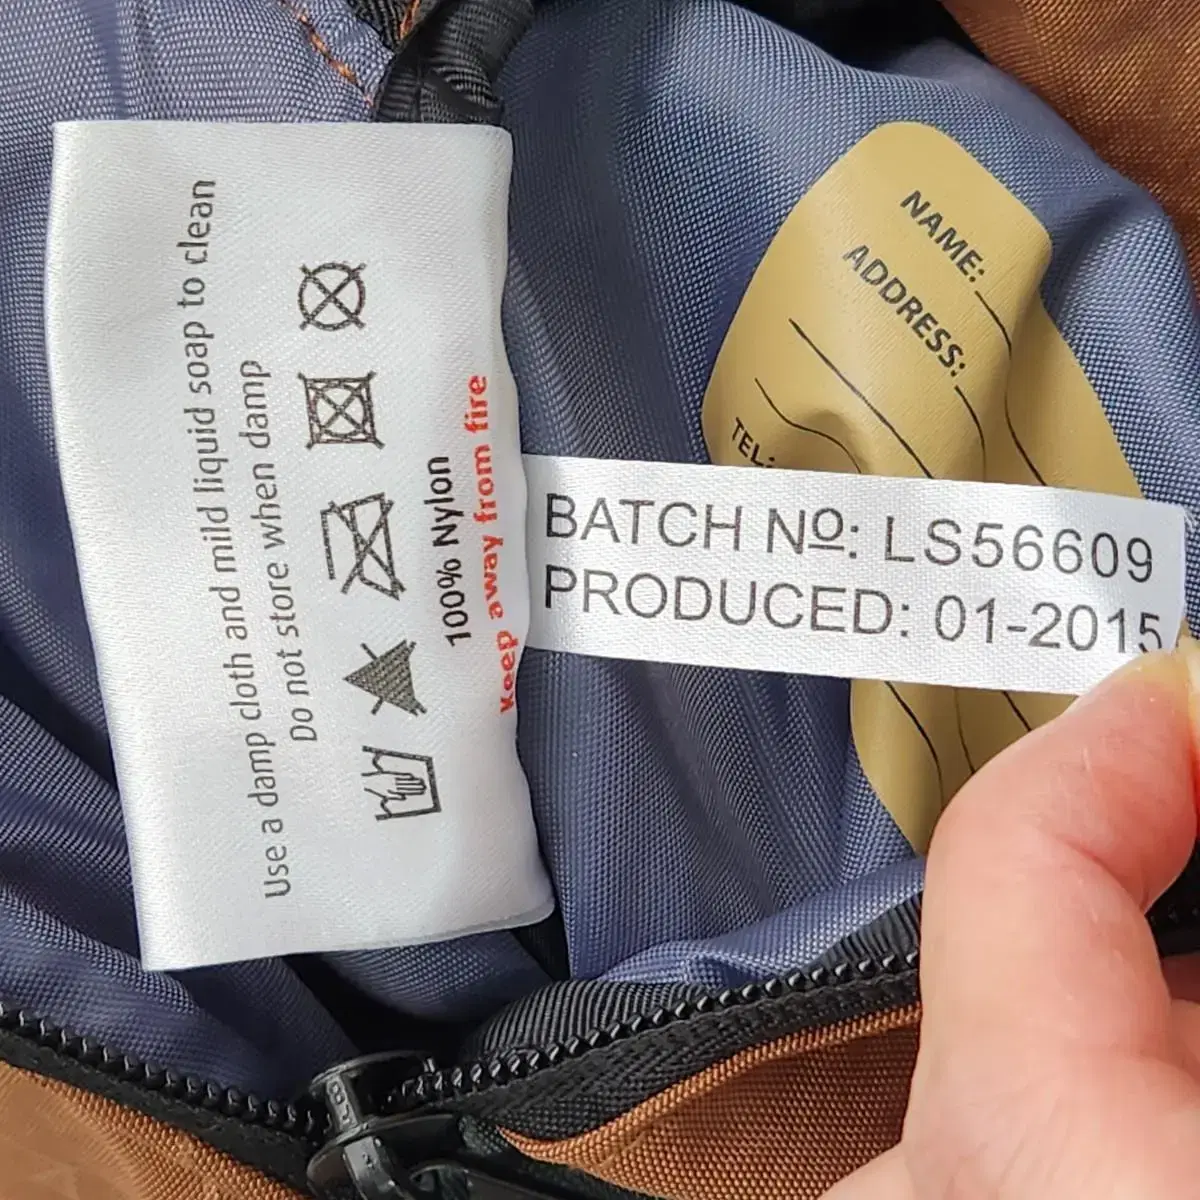 Use a damp cloth and mild liquid soap to clean
Do not store when damp
100% Nylon
Keep away from fire
NAME:
ADDRESS:
TEL:
BATCH Nº: LS56609
PRODUCED: 01-2015